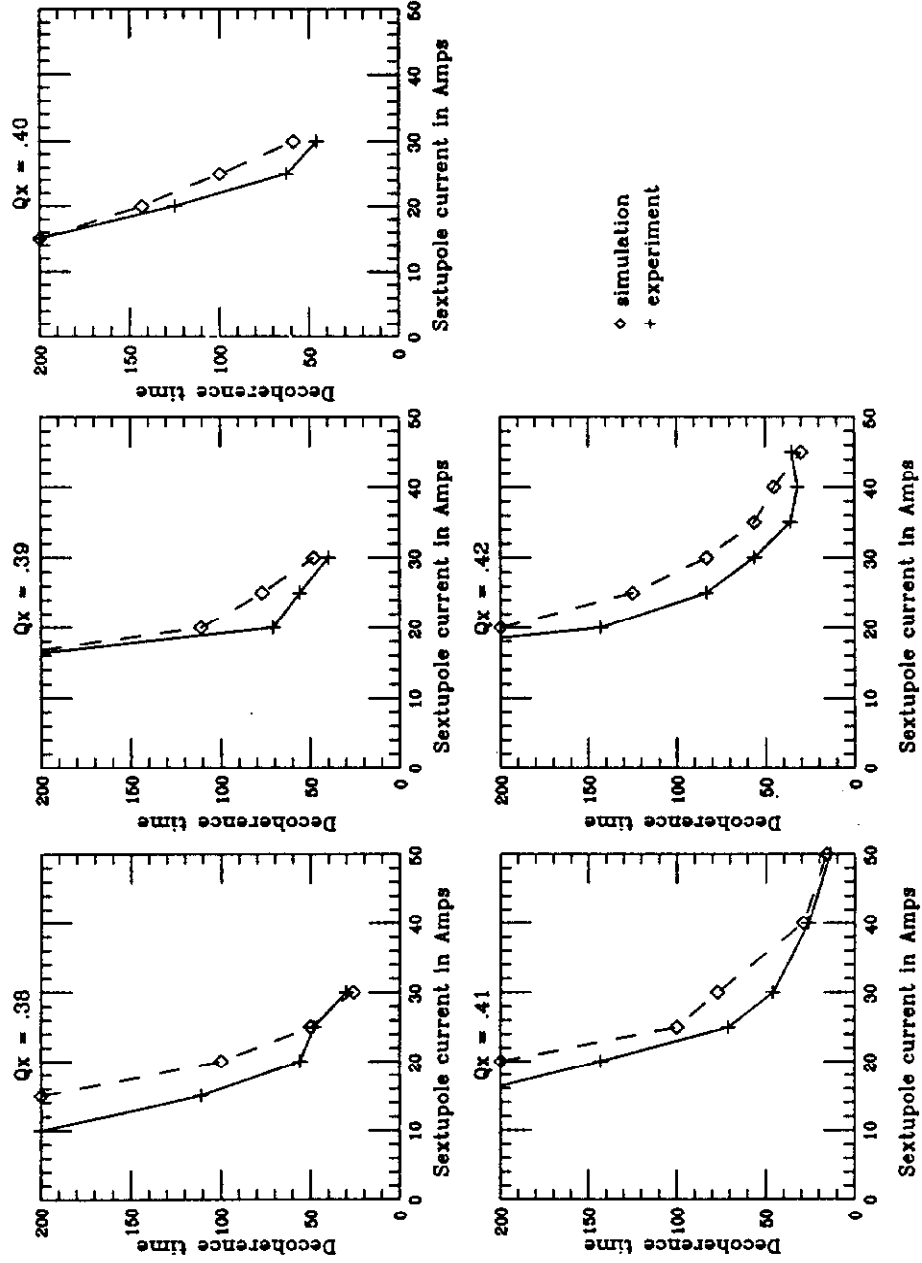 Qx = .38
Decoherence time
200
150
100
50
0
0 10 20 30 40 50
Sextupole current in Amps
Qx = .39
Decoherence time
200
150
100
50
0
0 10 20 30 40 50
Sextupole current in Amps
Qx = .40
Decoherence time
200
150
100
50
0
0 10 20 30 40 50
Sextupole current in Amps
Qx = .41
Decoherence time
200
150
100
50
0
0 10 20 30 40 50
Sextupole current in Amps
Qx = .42
Decoherence time
200
150
100
50
0
0 10 20 30 40 50
Sextupole current in Amps
◇ simulation
+ experiment